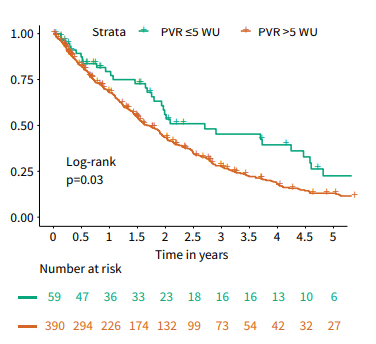 Strata PVR ≤5 WU PVR >5 WU
1.00
0.75
0.50
0.25
0.00
Log-rank
p=0.03
0 0.5 1 1.5 2 2.5 3 3.5 4 4.5 5
Time in years
Number at risk
59 47 36 33 23 18 16 16 13 10 6
390 294 226 174 132 99 73 54 42 32 27